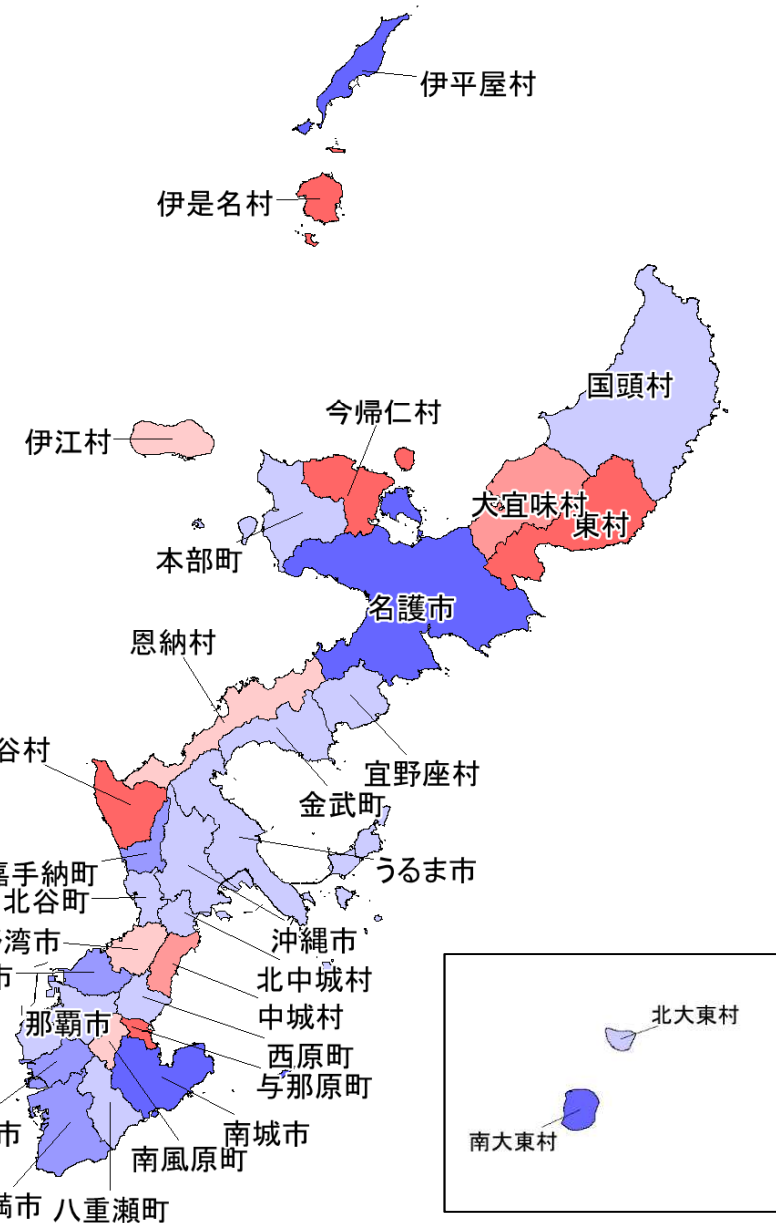 伊平屋村
伊是名村
国頭村
今帰仁村
伊江村
大宜味村
東村
本部町
名護市
恩納村
谷村
宜野座村
金武町
うるま市
喜手納町
北谷町
沖縄市
湾市
北中城村
市
中城村
北大東村
那覇市
西原町
与那原町
市
南城市
南大東村
南風原町
満市
八重瀬町